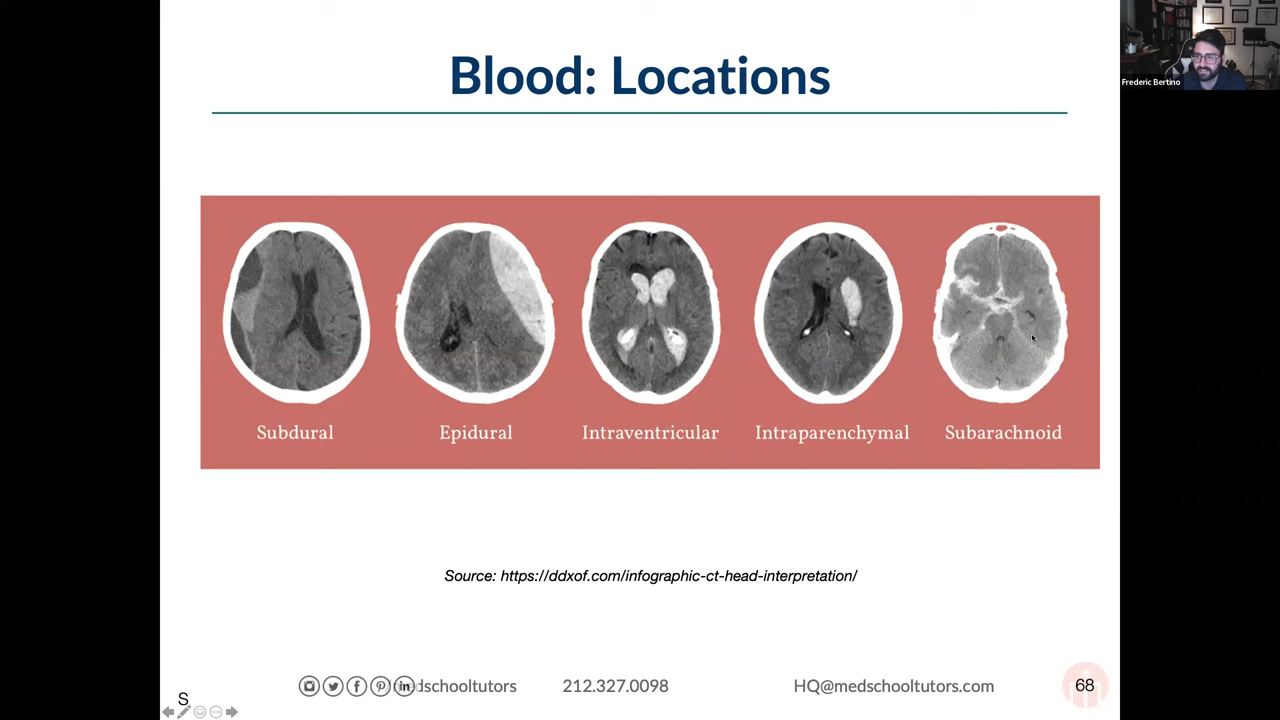 Blood: Locations
Frederic Bertino
Subdural
Epidural
Intraventricular
Intraparenchymal
Subarachnoid
Source: https://ddxof.com/infographic-ct-head-interpretation/
212.327.0098
HQ@medschooltutors.com
68
S